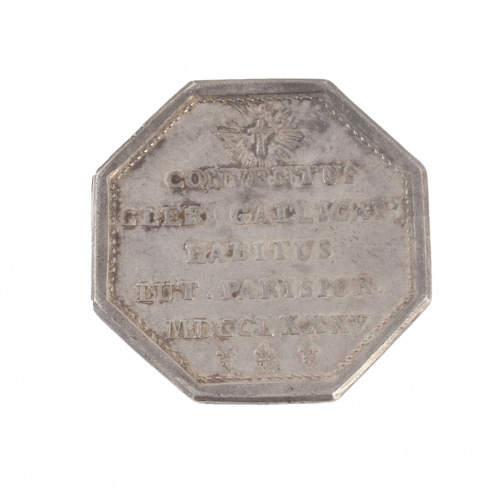 CONVENTUS
CLERI GALLICANI
HABITUS
LUT. PARISIOR.
MDCCLXXXV